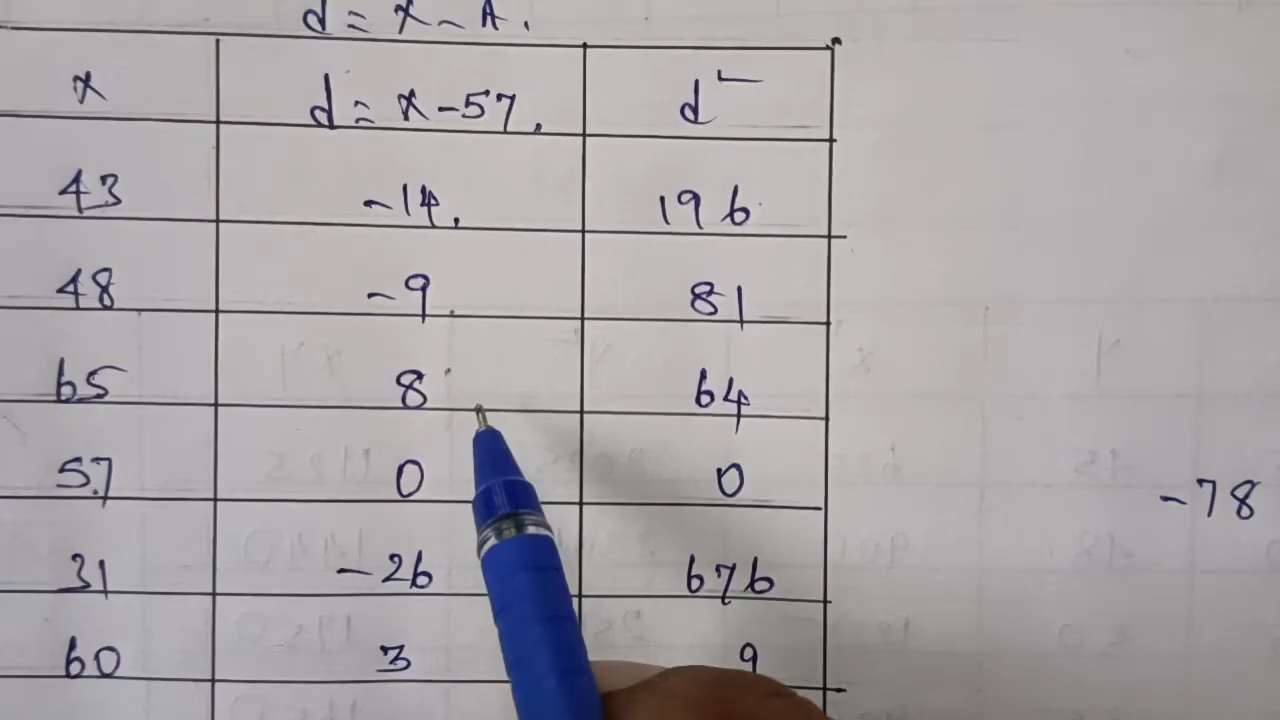 d = x - A.
x d = x - 57. d²
43 -14. 196
48 -9. 81
65 8 64
57 0 0
-78
31 -26 676
60 3 9